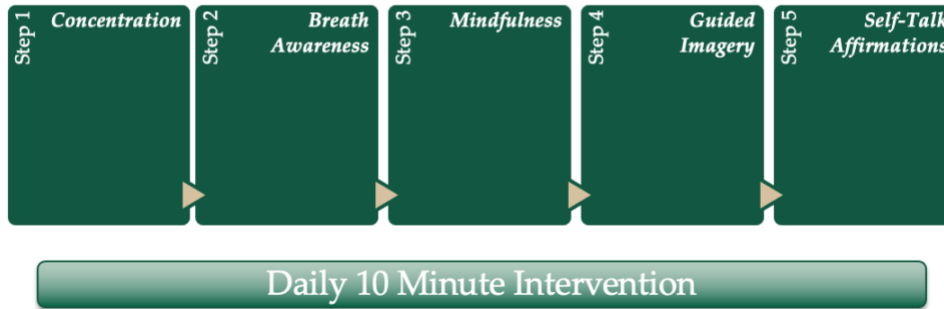 Step 1
Concentration
Step 2
Breath
Awareness
Step 3
Mindfulness
Step 4
Guided
Imagery
Step 5
Self-Talk
Affirmations
Daily 10 Minute Intervention